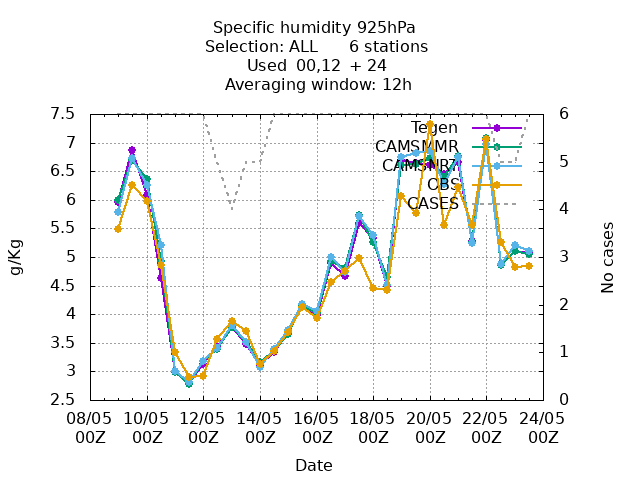 Specific humidity 925hPa
Selection: ALL 6 stations
Used 00,12 + 24
Averaging window: 12h
7.5
7
6.5
6
5.5
5
4.5
4
3.5
3
2.5
g/Kg
6
5
4
3
2
1
0
No cases
Tegen
CAMSMMR
CAMSNRT
OBS
CASES
08/05 10/05 12/05 14/05 16/05 18/05 20/05 22/05 24/05
00Z 00Z 00Z 00Z 00Z 00Z 00Z 00Z 00Z
Date